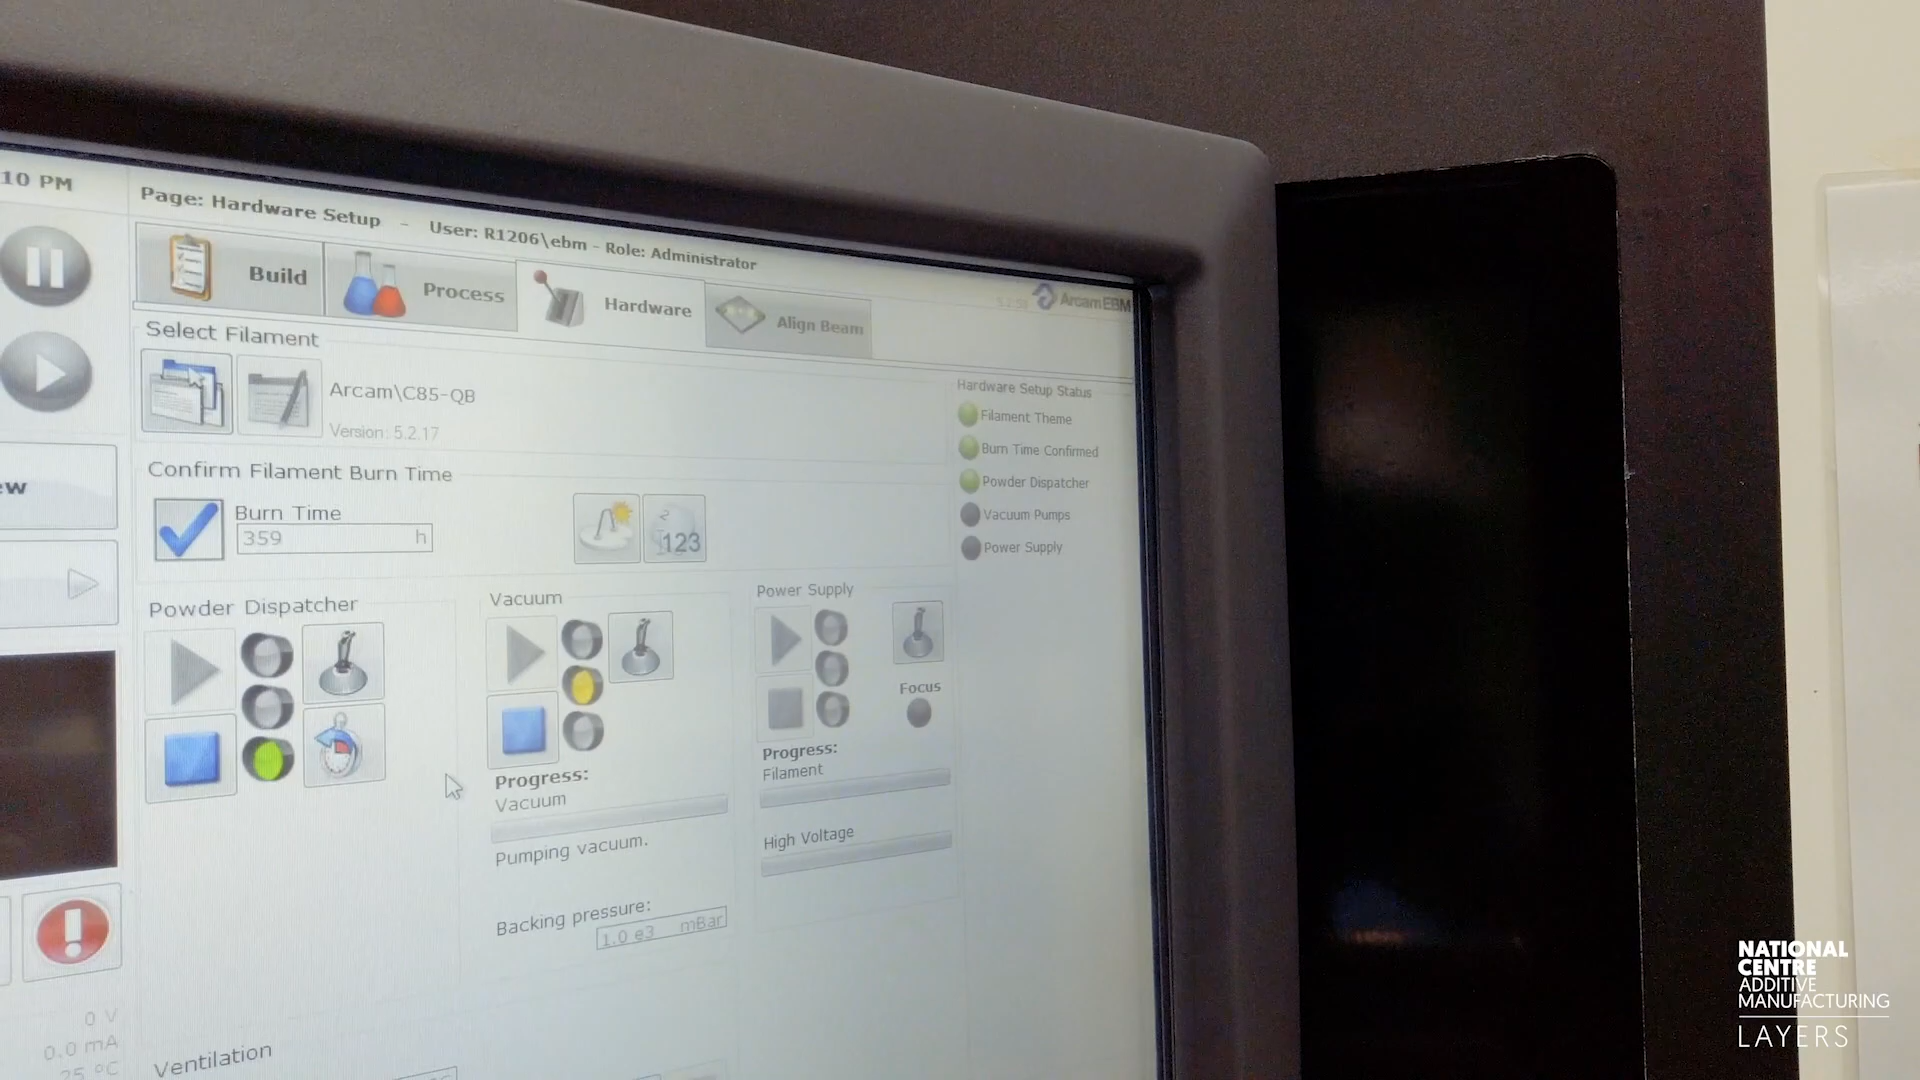 10 PM
Page: Hardware Setup - User: R1206\ebm - Role: Administrator
Build
Process
Hardware
Align Beam
ArcamEBM
Select Filament
Arcam\C85-QB
Version: 5.2.17
Confirm Filament Burn Time
Burn Time
359 h
123
Hardware Setup Status
Filament Theme
Burn Time Confirmed
Powder Dispatcher
Vacuum Pumps
Power Supply
ew
Powder Dispatcher
Vacuum
Progress:
Vacuum
Pumping vacuum.
Backing pressure:
1.0 e3 mBar
Power Supply
Focus
Progress:
Filament
High Voltage
0 V
0.0 mA
25 °C
Ventilation
NATIONAL
CENTRE
ADDITIVE
MANUFACTURING
LAYERS